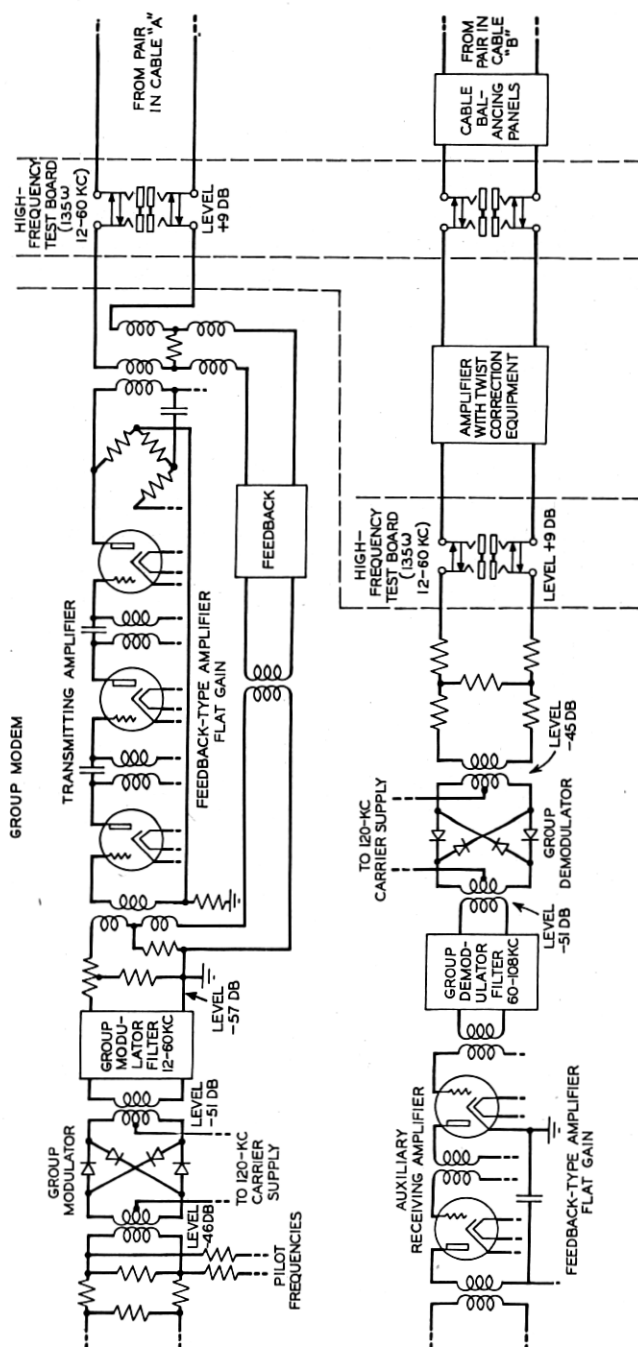 GROUP MODEM
TRANSMITTING AMPLIFIER
FEEDBACK-TYPE AMPLIFIER
FLAT GAIN
GROUP
MODULATOR
LEVEL
-46DB
PILOT
FREQUENCIES
TO 120-KC
CARRIER
SUPPLY
LEVEL
-51 DB
GROUP
MODU-
LATOR
FILTER
12-60KC
LEVEL
-57 DB
FEEDBACK
HIGH-
FREQUENCY
TEST BOARD
(135ω
12-60 KC)
LEVEL
+9 DB
FROM PAIR
IN CABLE "A"
AUXILIARY
RECEIVING AMPLIFIER
FEEDBACK-TYPE AMPLIFIER
FLAT GAIN
GROUP
DEMOD-
ULATOR
FILTER
60-108KC
LEVEL
-51 DB
TO 120-KC
CARRIER SUPPLY
GROUP
DEMODULATOR
LEVEL
-45 DB
HIGH-
FREQUENCY
TEST BOARD
(135ω
12-60 KC)
LEVEL +9 DB
AMPLIFIER
WITH TWIST
CORRECTION
EQUIPMENT
CABLE
BAL-
ANCING
PANELS
FROM
PAIR IN
CABLE
"B"